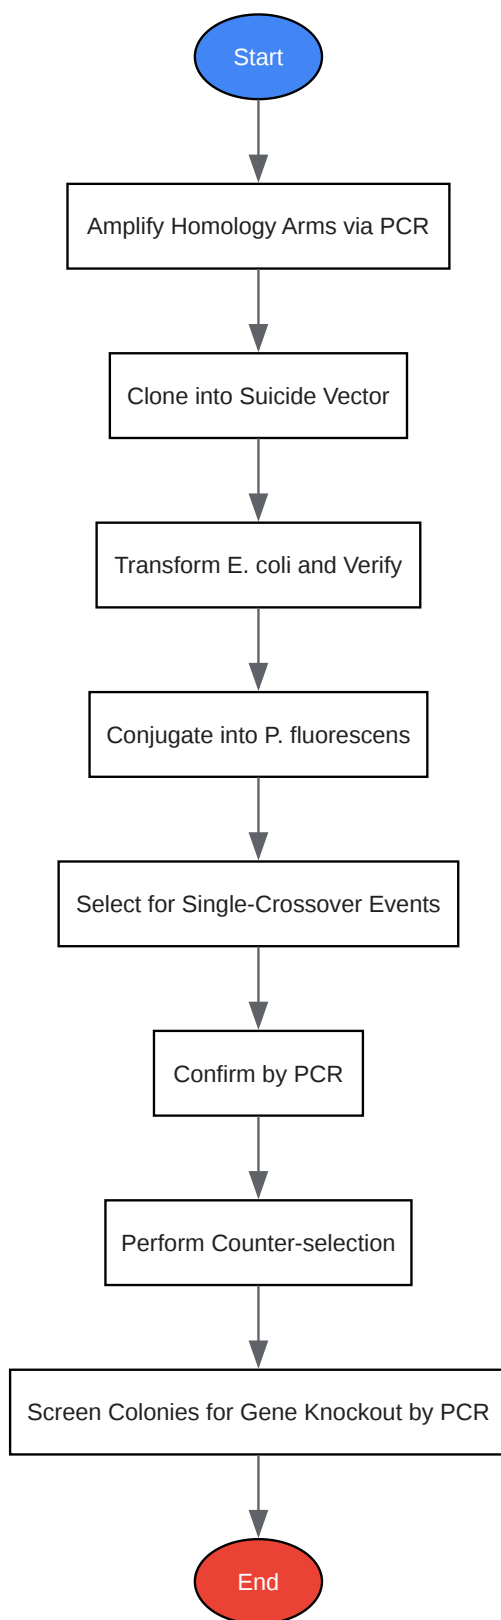 Start
Amplify Homology Arms via PCR
Clone into Suicide Vector
Transform E. coli and Verify
Conjugate into P. fluorescens
Select for Single-Crossover Events
Confirm by PCR
Perform Counter-selection
Screen Colonies for Gene Knockout by PCR
End